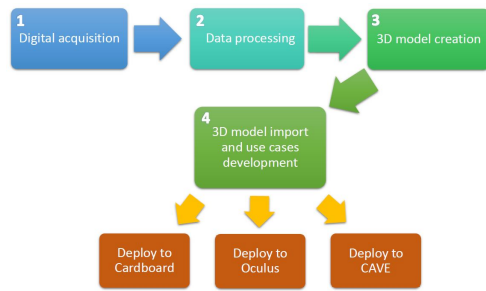 1
Digital acquisition
2
Data processing
3
3D model creation
4
3D model import
and use cases
development
Deploy to
Cardboard
Deploy to
Oculus
Deploy to
CAVE